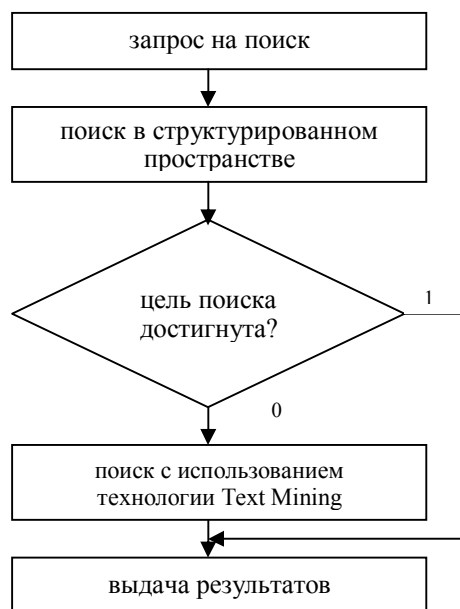 запрос на поиск
поиск в структурированном
пространстве
цель поиска
достигнута?
1
0
поиск с использованием
технологии Text Mining
выдача результатов